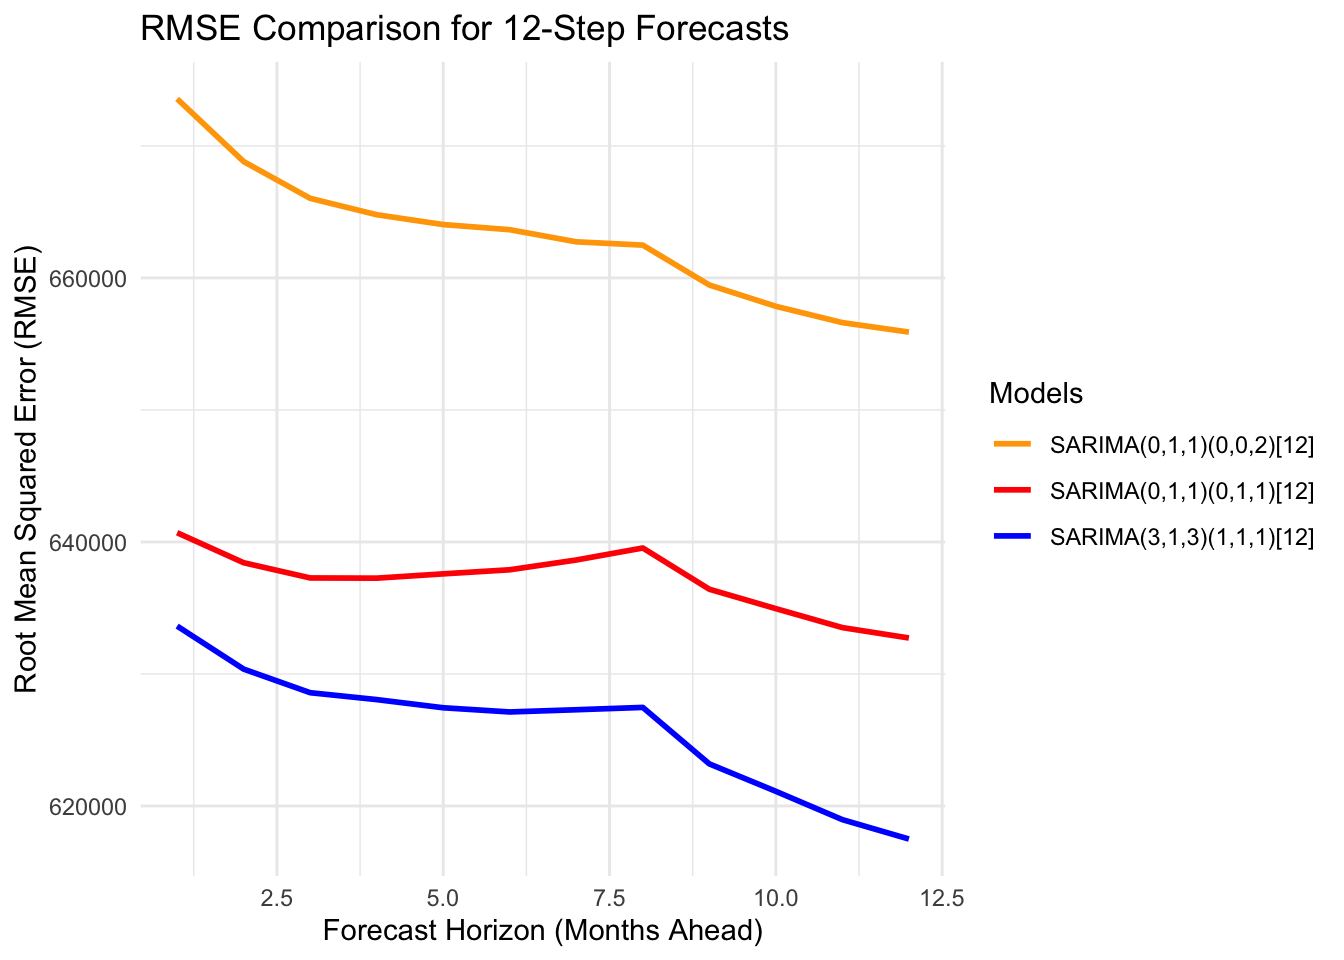 RMSE Comparison for 12-Step Forecasts
Root Mean Squared Error (RMSE)
660000
640000
620000
2.5
5.0
7.5
10.0
12.5
Forecast Horizon (Months Ahead)
Models
SARIMA(0,1,1)(0,0,2)[12]
SARIMA(0,1,1)(0,1,1)[12]
SARIMA(3,1,3)(1,1,1)[12]